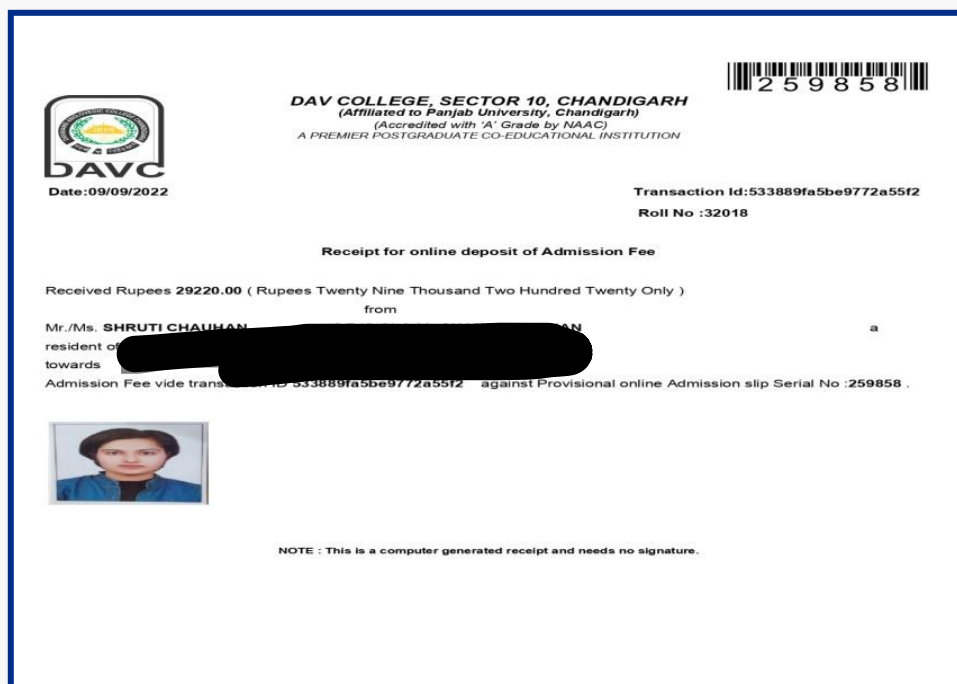 259858
DAV COLLEGE, SECTOR 10, CHANDIGARH
(Affiliated to Panjab University, Chandigarh)
(Accredited with 'A' Grade by NAAC)
A PREMIER POSTGRADUATE CO-EDUCATIONAL INSTITUTION
DAVC
Date:09/09/2022
Transaction Id:533889fa5be9772a55f2
Roll No :32018
Receipt for online deposit of Admission Fee
Received Rupees 29220.00 ( Rupees Twenty Nine Thousand Two Hundred Twenty Only )
from
Mr./Ms. SHRUTI CHAUHAN a
resident of
towards
Admission Fee vide ID 533889fa5be9772a55f2 against Provisional online Admission slip Serial No :259858 .
NOTE : This is a computer generated receipt and needs no signature.